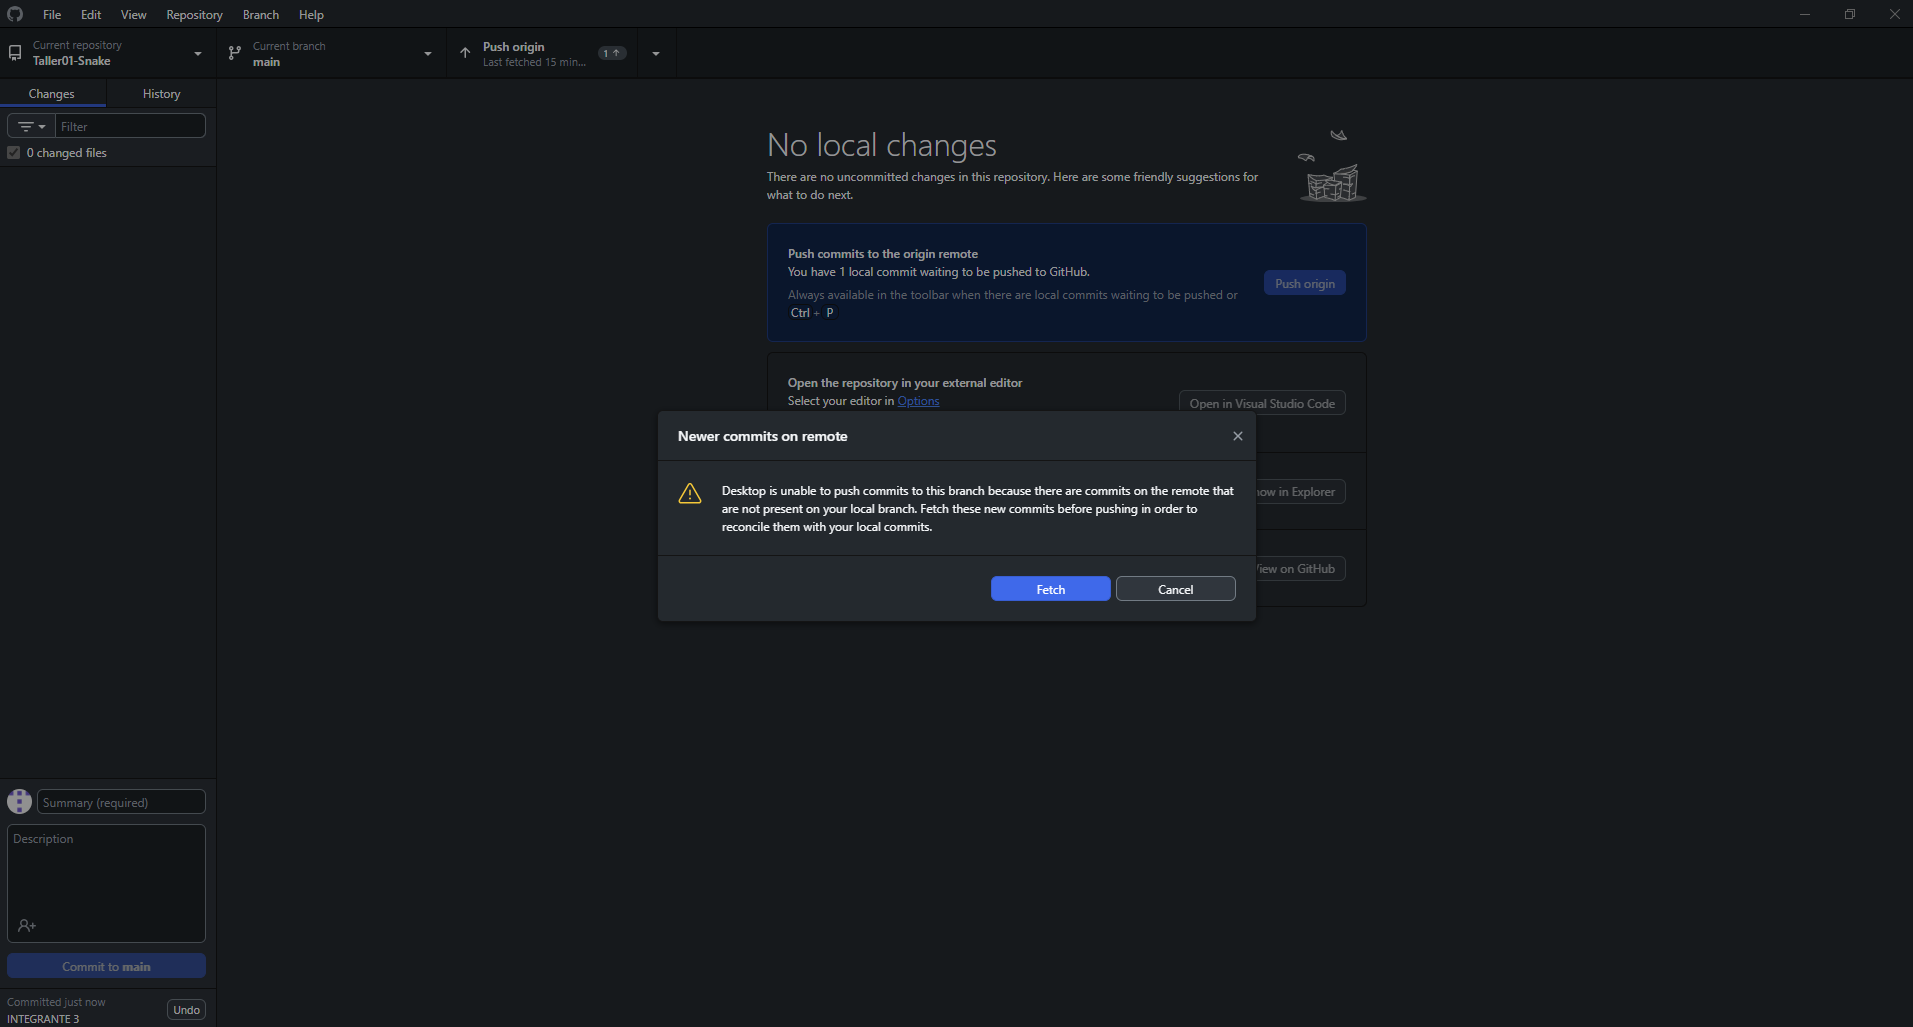 File Edit View Repository Branch Help
Current repository
Taller01-Snake
Current branch
main
Push origin
Last fetched 15 min...
1
Changes History
Filter
0 changed files
No local changes
There are no uncommitted changes in this repository. Here are some friendly suggestions for
what to do next.
Push commits to the origin remote
You have 1 local commit waiting to be pushed to GitHub.
Always available in the toolbar when there are local commits waiting to be pushed or
Ctrl + P
Push origin
Open the repository in your external editor
Select your editor in Options
Open in Visual Studio Code
Newer commits on remote
Desktop is unable to push commits to this branch because there are commits on the remote that
are not present on your local branch. Fetch these new commits before pushing in order to
reconcile them with your local commits.
Fetch Cancel
how in Explorer
View on GitHub
Summary (required)
Description
Commit to main
Committed just now
INTEGRANTE 3
Undo